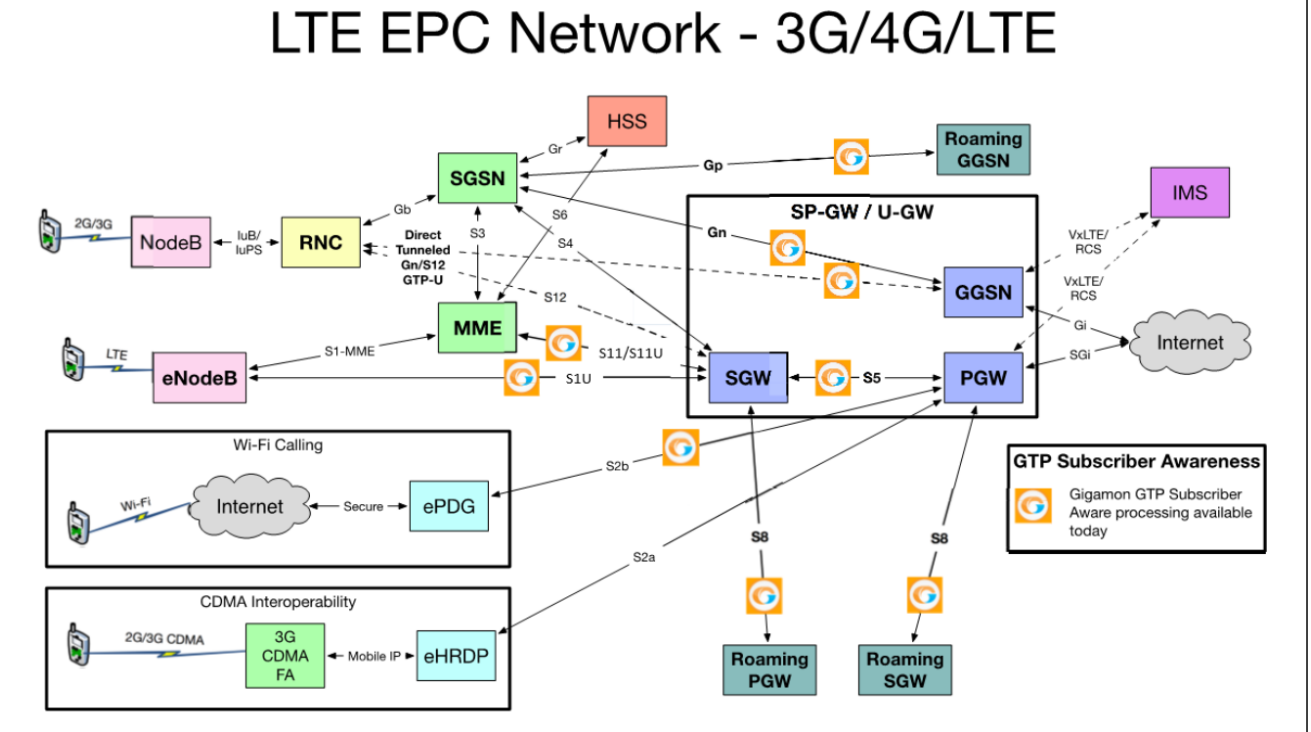 LTE EPC Network - 3G/4G/LTE
HSS
Roaming
GGSN
Gr
Gp
SGSN
IMS
SP-GW / U-GW
2G/3G
NodeB
IuB/
IuPS
RNC
Gb
Direct
Tunneled
Gn/S12
GTP-U
S3
S6
S4
Gn
VxLTE/
RCS
GGSN
VxLTE/
RCS
S12
MME
Gi
Internet
SGi
LTE
eNodeB
S1-MME
S11/S11U
S1U
SGW
S5
PGW
Wi-Fi Calling
Wi-Fi
Internet
Secure
ePDG
S2b
GTP Subscriber Awareness
Gigamon GTP Subscriber
Aware processing available
today
S8
S8
S2a
CDMA Interoperability
2G/3G CDMA
3G
CDMA
FA
Mobile IP
eHRDP
Roaming
PGW
Roaming
SGW